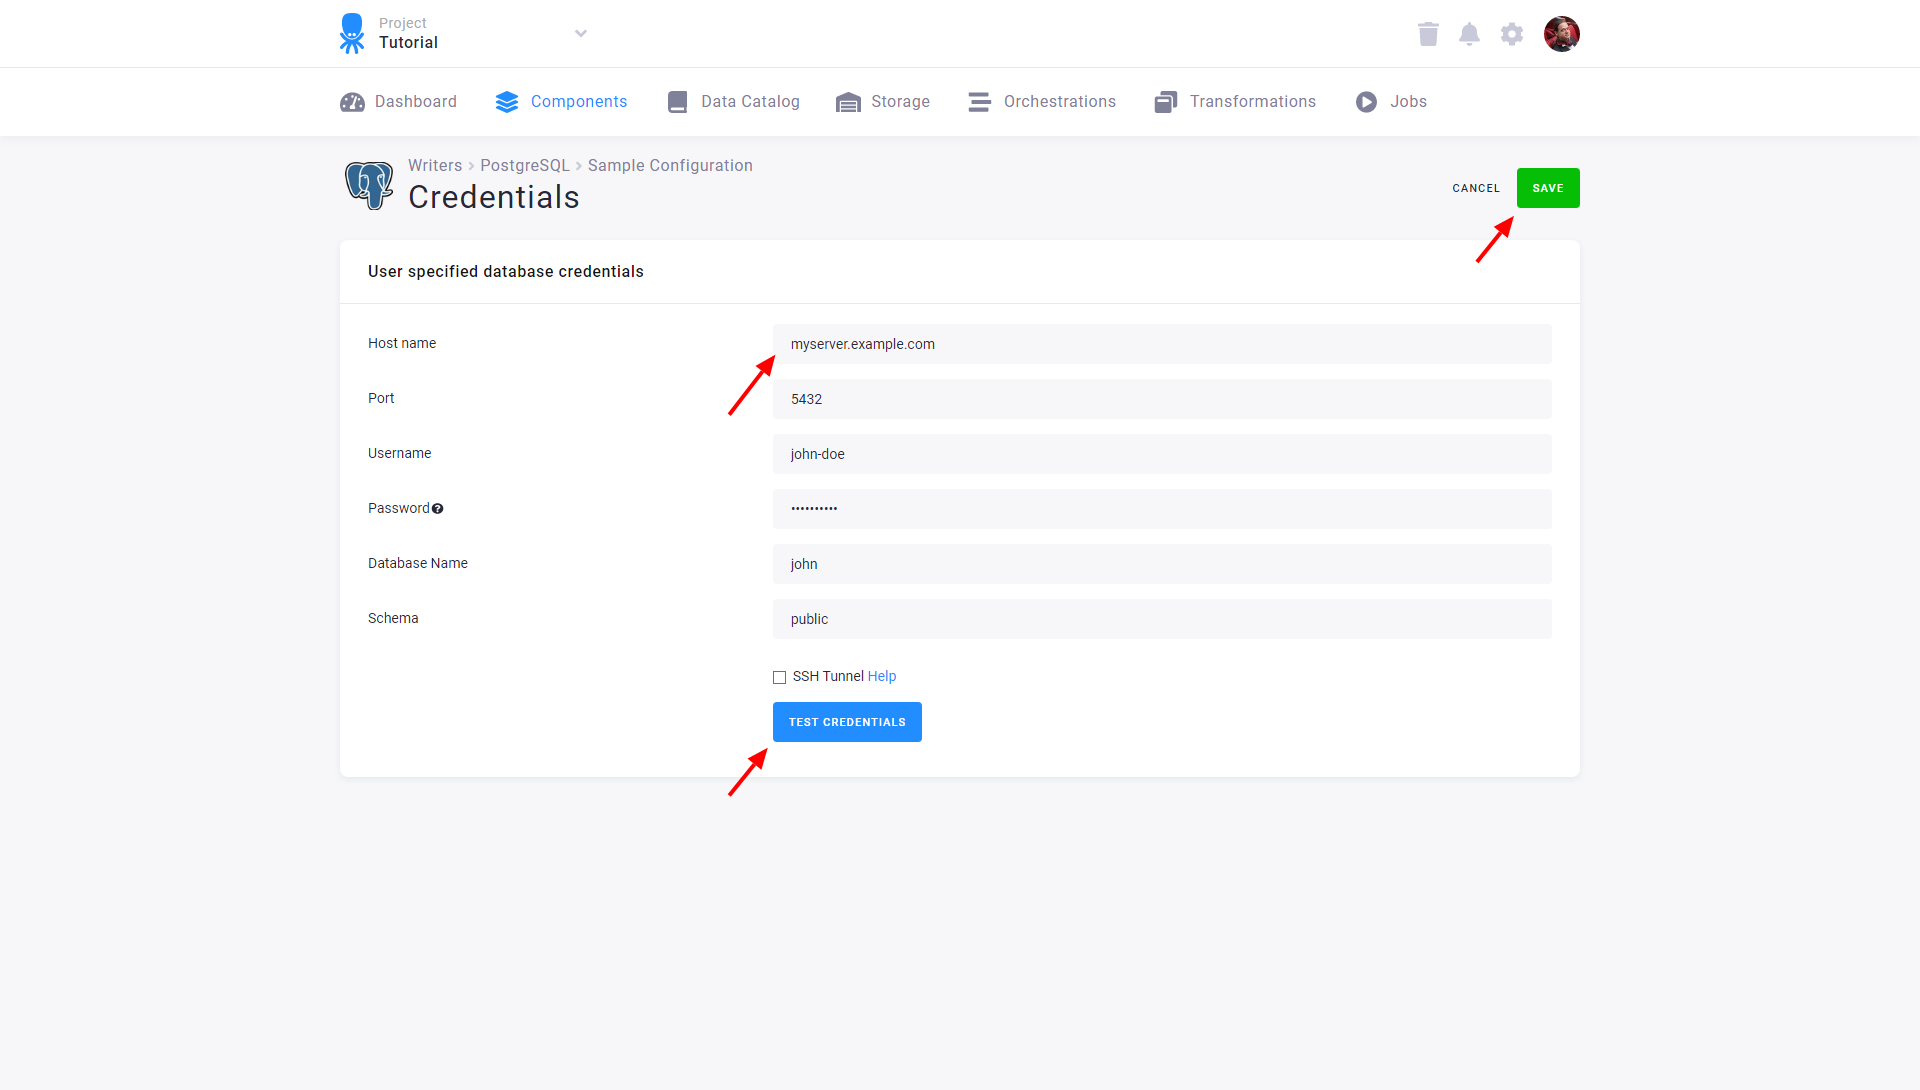 Project
Tutorial
Dashboard Components Data Catalog Storage Orchestrations Transformations Jobs
Writers > PostgreSQL > Sample Configuration
Credentials
CANCEL SAVE
User specified database credentials
Host name myserver.example.com
Port 5432
Username john-doe
Password ••••••••••
Database Name john
Schema public
SSH Tunnel Help
TEST CREDENTIALS